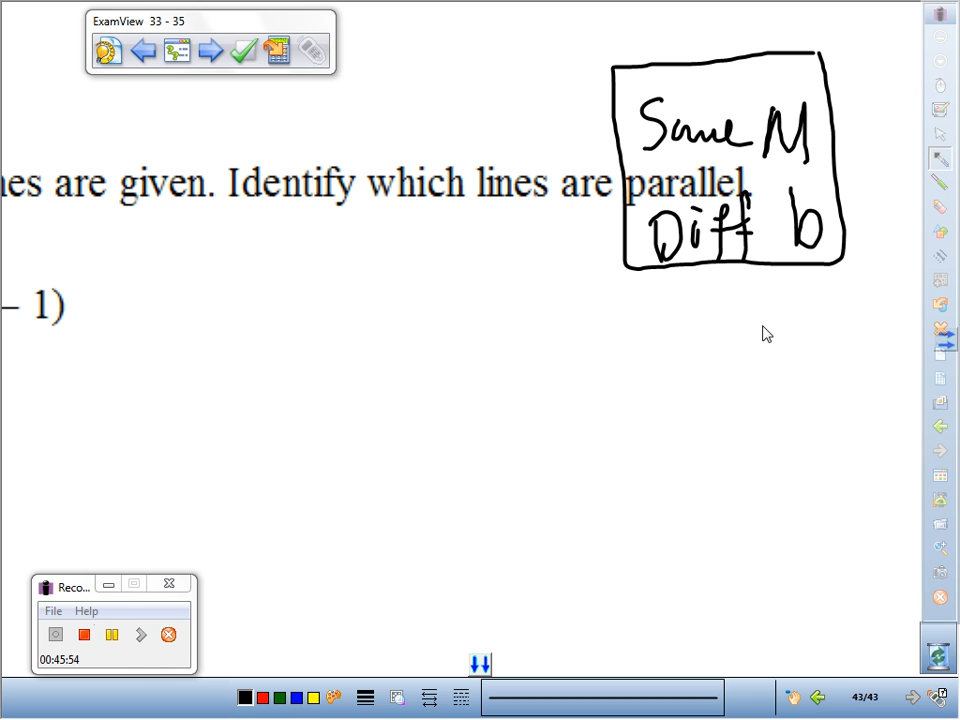 ExamView 33 - 35
Same M
nes are given. Identify which lines are parallel.
Diff b
– 1)
Reco...
File Help
00:45:54
43/43